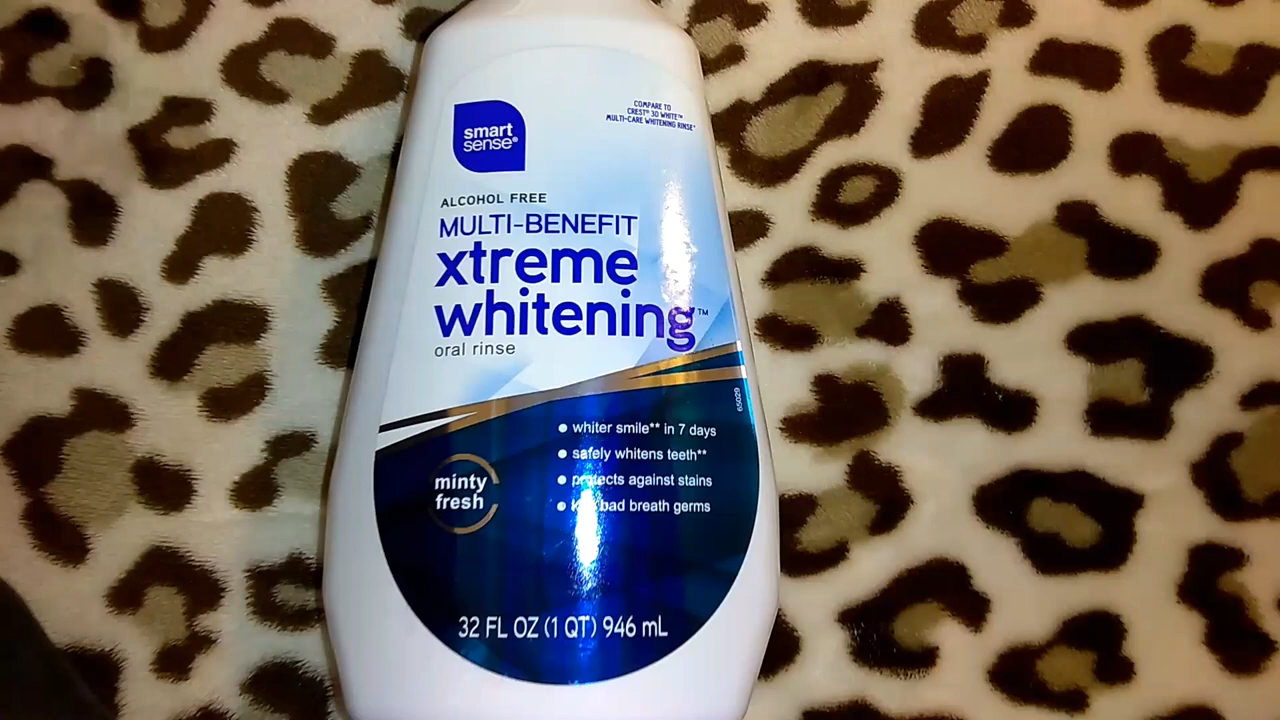 smart
sense®
COMPARE TO
CREST® 3D WHITE™
MULTI-CARE WHITENING RINSE*
ALCOHOL FREE
MULTI-BENEFIT
xtreme
whitening™
oral rinse
65029
● whiter smile** in 7 days
● safely whitens teeth**
● protects against stains
● bad breath germs
minty
fresh
32 FL OZ (1 QT) 946 mL